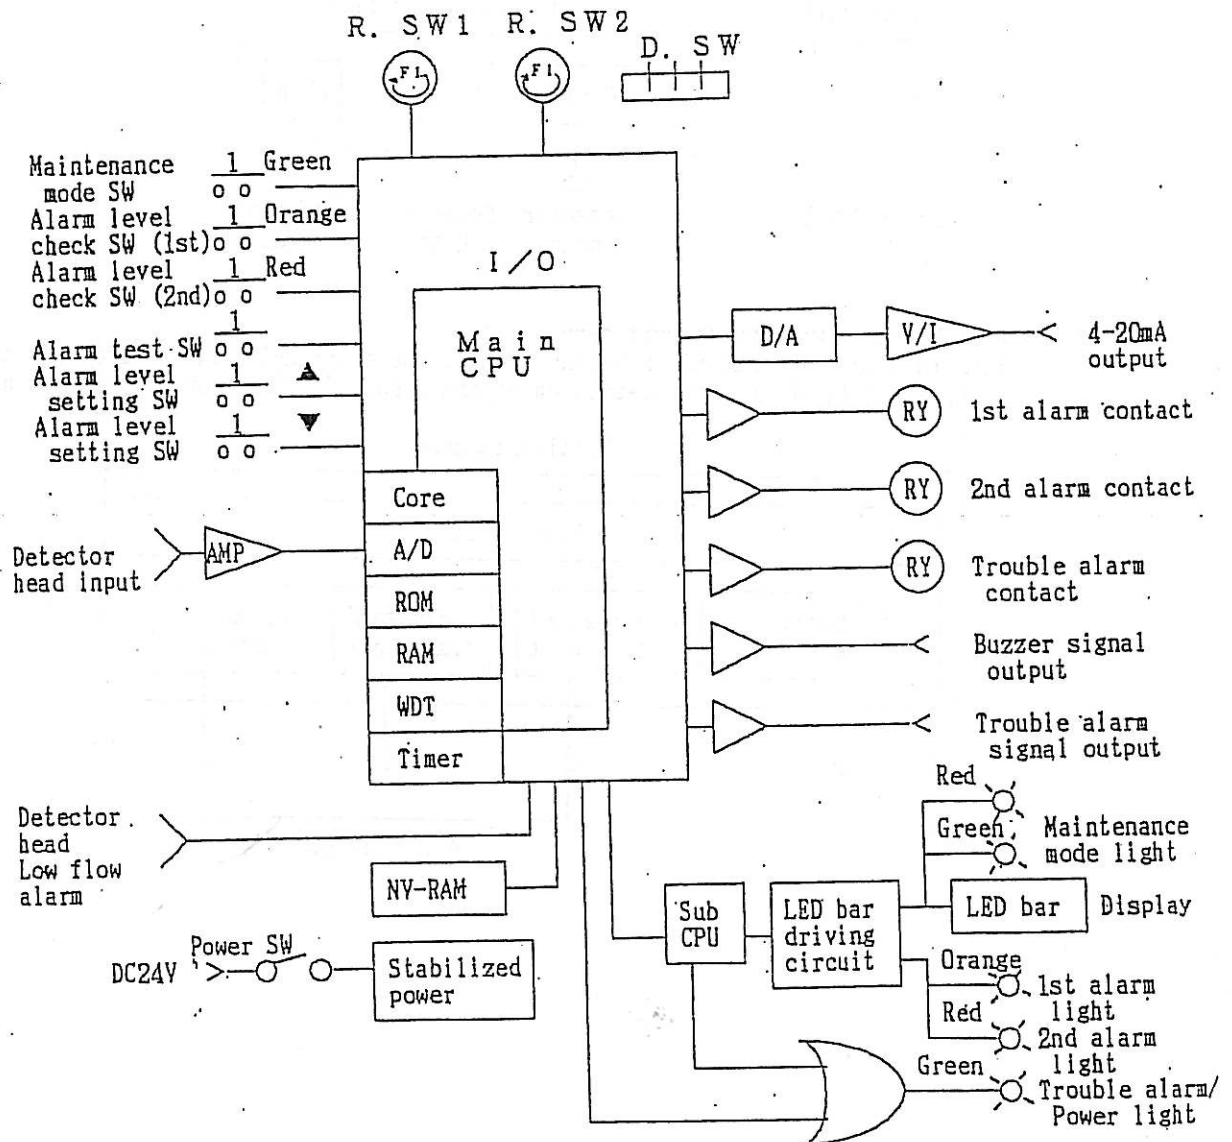 R. SW1 R. SW2
D. SW
F1 F1
Maintenance 1 Green
mode SW
Alarm level 1 Orange
check SW (1st)
Alarm level 1 Red
check SW (2nd)
1
Alarm test SW
Alarm level 1 ▲
setting SW
Alarm level 1 ▼
setting SW
I/O
Main
CPU
Core
A/D
ROM
RAM
WDT
Timer
AMP
Detector
head input
D/A
V/I
4-20mA
output
RY 1st alarm contact
RY 2nd alarm contact
RY Trouble alarm
contact
Buzzer signal
output
Trouble alarm
signal output
Detector
head
Low flow
alarm
NV-RAM
Power SW
DC24V
Stabilized
power
Sub
CPU
LED bar
driving
circuit
Red
Green Maintenance
mode light
LED bar Display
Orange
1st alarm
light
Red
2nd alarm
light
Green
Trouble alarm/
Power light